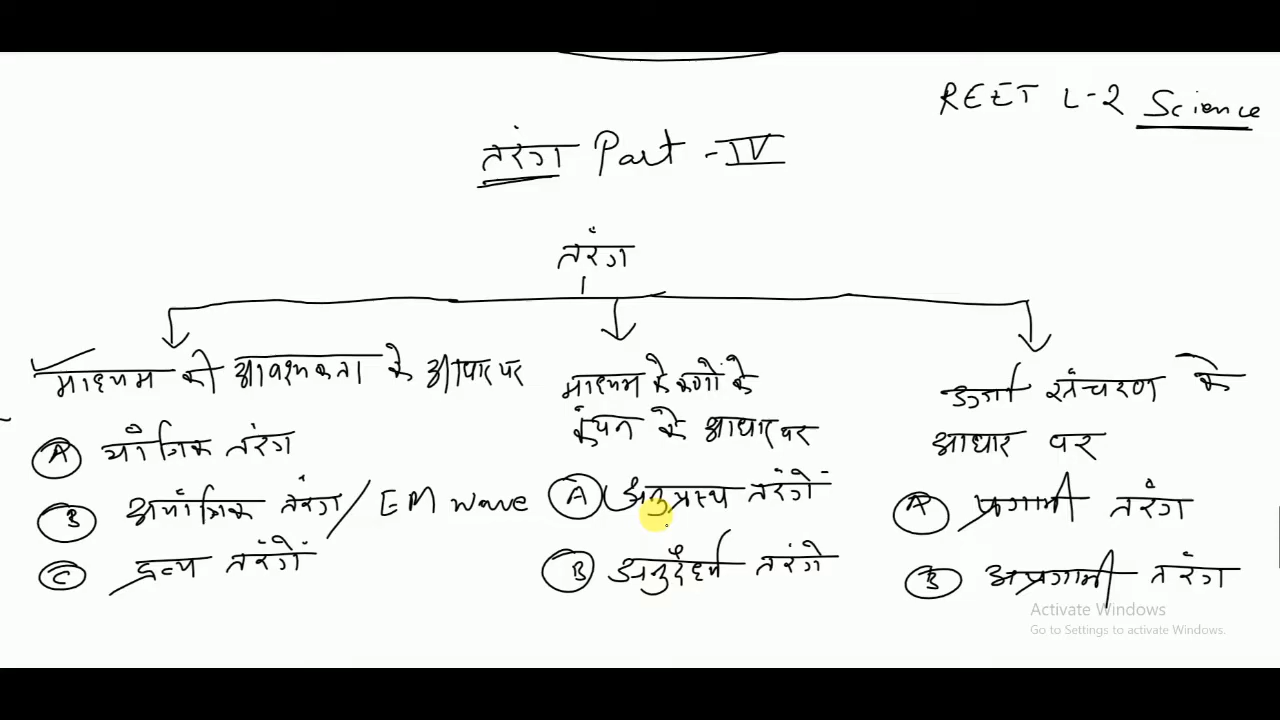 REET L-2 Science
तरंग Part - IV
तरंग
माध्यम की आवश्यकता के आधार पर
(A) यांत्रिक तरंग
(B) अयांत्रिक तरंग / EM wave
(C) द्रव्य तरंगें
माध्यम के कणों के
कंपन के आधार पर
(A) अनुप्रस्थ तरंगें
(B) अनुदैर्ध्य तरंगे
ऊर्जा संचरण के
आधार पर
(A) प्रगामी तरंग
(B) अप्रगामी तरंग
Activate Windows
Go to Settings to activate Windows.